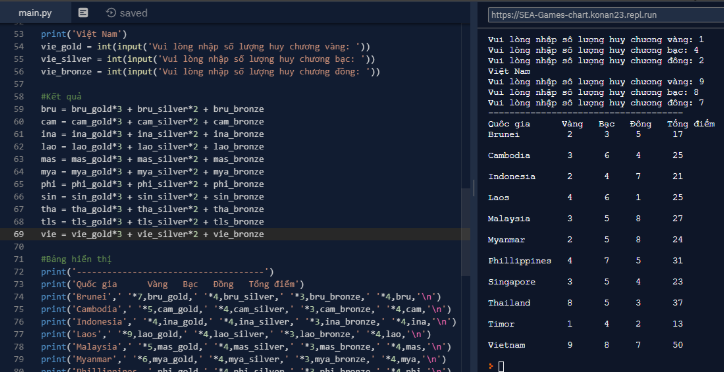 main.py
saved
https://SEA-Games-chart.konan23.repl.run
53 print('Việt Nam')
54 vie_gold = int(input('Vui lòng nhập số lượng huy chương vàng: '))
55 vie_silver = int(input('Vui lòng nhập số lượng huy chương bạc: '))
56 vie_bronze = int(input('Vui lòng nhập số lượng huy chương đồng: '))
57
58 #Kết quả
59 bru = bru_gold*3 + bru_silver*2 + bru_bronze
60 cam = cam_gold*3 + cam_silver*2 + cam_bronze
61 ina = ina_gold*3 + ina_silver*2 + ina_bronze
62 lao = lao_gold*3 + lao_silver*2 + lao_bronze
63 mas = mas_gold*3 + mas_silver*2 + mas_bronze
64 mya = mya_gold*3 + mya_silver*2 + mya_bronze
65 phi = phi_gold*3 + phi_silver*2 + phi_bronze
66 sin = sin_gold*3 + sin_silver*2 + sin_bronze
67 tha = tha_gold*3 + tha_silver*2 + tha_bronze
68 tls = tls_gold*3 + tls_silver*2 + tls_bronze
69 vie = vie_gold*3 + vie_silver*2 + vie_bronze
70
71 #Bảng hiển thị
72 print('-------------------------------------')
73 print('Quốc gia Vàng Bạc Đồng Tổng điểm')
74 print('Brunei',' '*7,bru_gold,' '*4,bru_silver,' '*3,bru_bronze,' '*4,bru,'\n')
75 print('Cambodia',' '*5,cam_gold,' '*4,cam_silver,' '*3,cam_bronze,' '*4,cam,'\n')
76 print('Indonesia',' '*4,ina_gold,' '*4,ina_silver,' '*3,ina_bronze,' '*4,ina,'\n')
77 print('Laos',' '*9,lao_gold,' '*4,lao_silver,' '*3,lao_bronze,' '*4,lao,'\n')
78 print('Malaysia',' '*5,mas_gold,' '*4,mas_silver,' '*3,mas_bronze,' '*4,mas,'\n')
79 print('Myanmar',' '*6,mya_gold,' '*4,mya_silver,' '*3,mya_bronze,' '*4,mya,'\n')
Vui lòng nhập số lượng huy chương vàng: 1
Vui lòng nhập số lượng huy chương bạc: 4
Vui lòng nhập số lượng huy chương đồng: 2
Việt Nam
Vui lòng nhập số lượng huy chương vàng: 9
Vui lòng nhập số lượng huy chương bạc: 8
Vui lòng nhập số lượng huy chương đồng: 7
-------------------------------------
Quốc gia Vàng Bạc Đồng Tổng điểm
Brunei 2 3 5 17
Cambodia 3 6 4 25
Indonesia 2 4 7 21
Laos 4 6 1 25
Malaysia 3 5 8 27
Myanmar 2 5 8 24
Phillippines 4 7 5 31
Singapore 3 5 4 23
Thailand 8 5 3 37
Timor 1 4 2 13
Vietnam 9 8 7 50